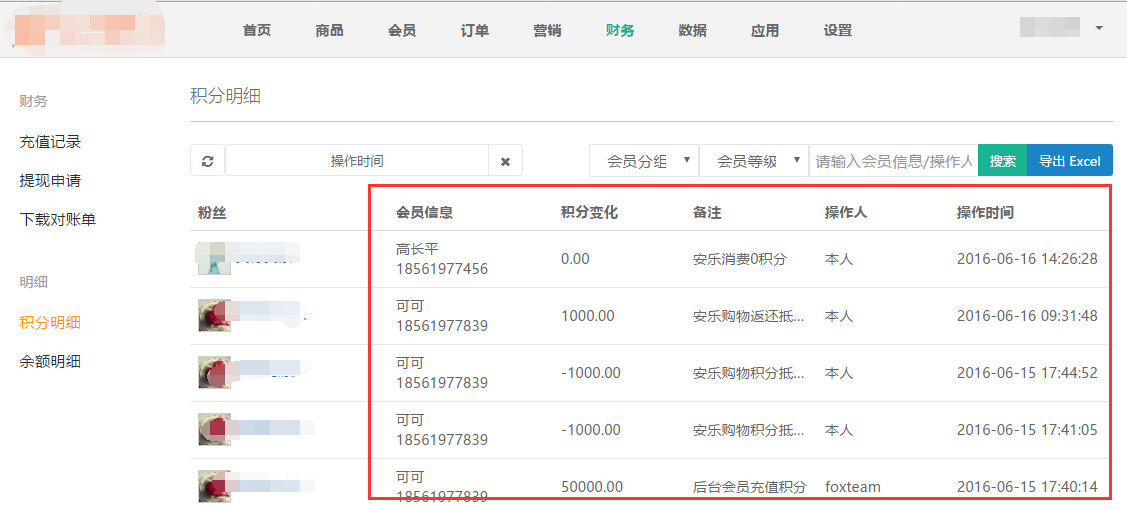 首页 商品 会员 订单 营销 财务 数据 应用 设置
财务
充值记录
提现申请
下载对账单
明细
积分明细
余额明细
积分明细
操作时间 会员分组 会员等级 请输入会员信息/操作人 搜索 导出 Excel
粉丝 会员信息 积分变化 备注 操作人 操作时间
高长平
18561977456 0.00 安乐消费0积分 本人 2016-06-16 14:26:28
可可
18561977839 1000.00 安乐购物返还抵... 本人 2016-06-16 09:31:48
可可
18561977839 -1000.00 安乐购物积分抵... 本人 2016-06-15 17:44:52
可可
18561977839 -1000.00 安乐购物积分抵... 本人 2016-06-15 17:41:05
可可
18561977839 50000.00 后台会员充值积分 foxteam 2016-06-15 17:40:14